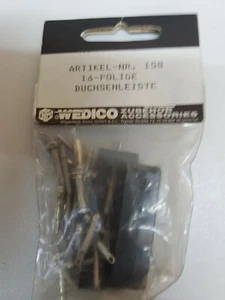 ARTIKEL-NR. 158
16-POLIGE
BUCHSENLEISTE
WEDICO ZUBEHÖR
ACCESSORIES